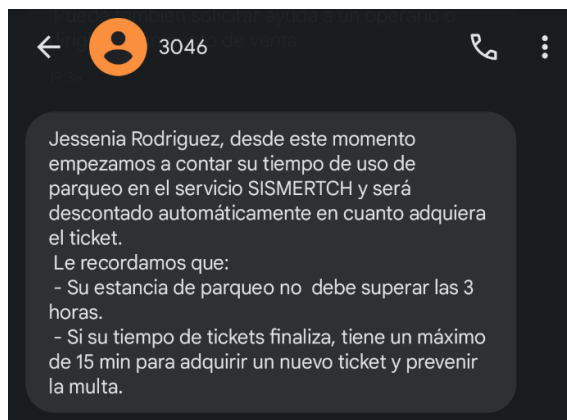 3046
Jessenia Rodriguez, desde este momento
empezamos a contar su tiempo de uso de
parqueo en el servicio SISMERTCH y será
descontado automáticamente en cuanto adquiera
el ticket.
Le recordamos que:
- Su estancia de parqueo no  debe superar las 3
horas.
- Si su tiempo de tickets finaliza, tiene un máximo
de 15 min para adquirir un nuevo ticket y prevenir
la multa.